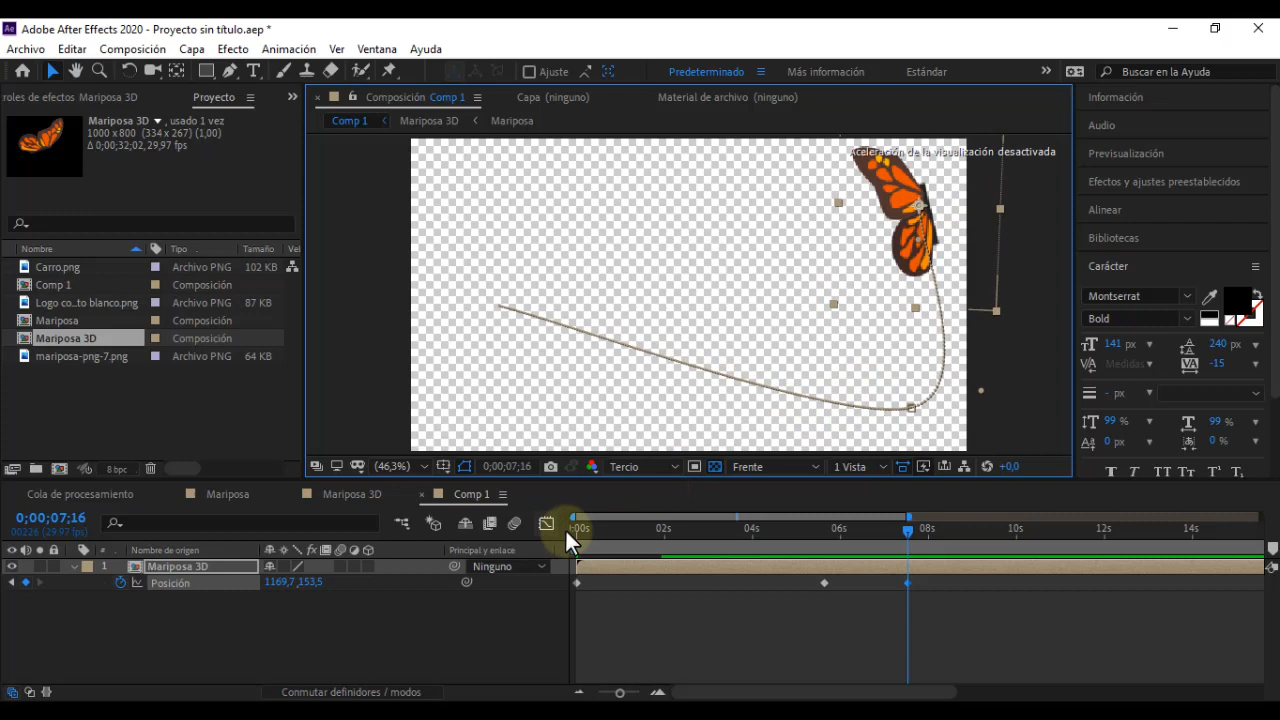 Adobe After Effects 2020 - Proyecto sin título.aep *
Archivo Editar Composición Capa Efecto Animación Ver Ventana Ayuda
Ajuste Predeterminado Más información Estándar Buscar en la Ayuda
roles de efectos Mariposa 3D Proyecto
Composición Comp 1 Capa (ninguno) Material de archivo (ninguno)
Comp 1 Mariposa 3D Mariposa
Mariposa 3D , usado 1 vez
1000 x 800 (334 x 267) (1,00)
Δ 0;00;32;02, 29,97 fps
Aceleración de la visualización desactivada
Nombre Tipo Tamaño Vel
Carro.png Archivo PNG 102 KB
Comp 1 Composición
Logo co...to blanco.png Archivo PNG 87 KB
Mariposa Composición
Mariposa 3D Composición
mariposa-png-7.png Archivo PNG 64 KB
8 bpc
(46,3%) 0;00;07;16 Tercio Frente 1 Vista +0,0
Información
Audio
Previsualización
Efectos y ajustes preestablecidos
Alinear
Bibliotecas
Carácter
Montserrat
Bold
141 px 240 px
Medidas -15
- px
99 % 99 %
0 px 0 %
Cola de procesamiento Mariposa Mariposa 3D Comp 1
0;00;07;16
00226 (29.97 fps)
:00s 02s 04s 06s 08s 10s 12s 14s
# Nombre de origen Principal y enlace
1 Mariposa 3D Ninguno
Posición 1169,7,153,5
Conmutar definidores / modos